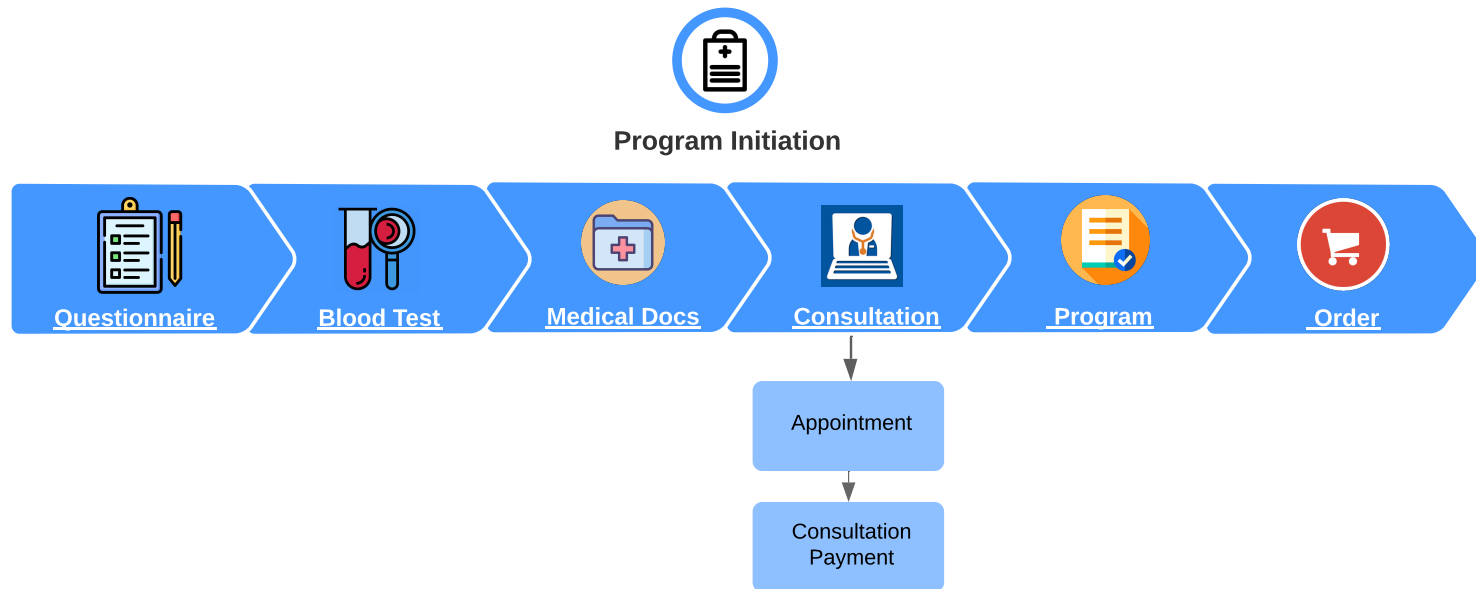 Program Initiation
Questionnaire
Blood Test
Medical Docs
Consultation
Program
Order
Appointment
Consultation
Payment